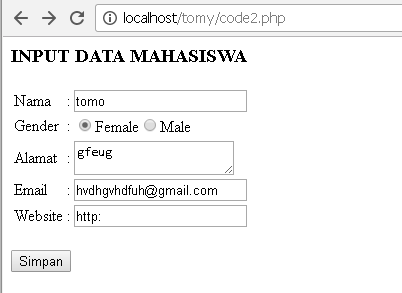 localhost/tomy/code2.php
INPUT DATA MAHASISWA
Nama : tomo
Gender : Female Male
Alamat : gfeug
Email : hvdhgvhdfuh@gmail.com
Website : http:
Simpan